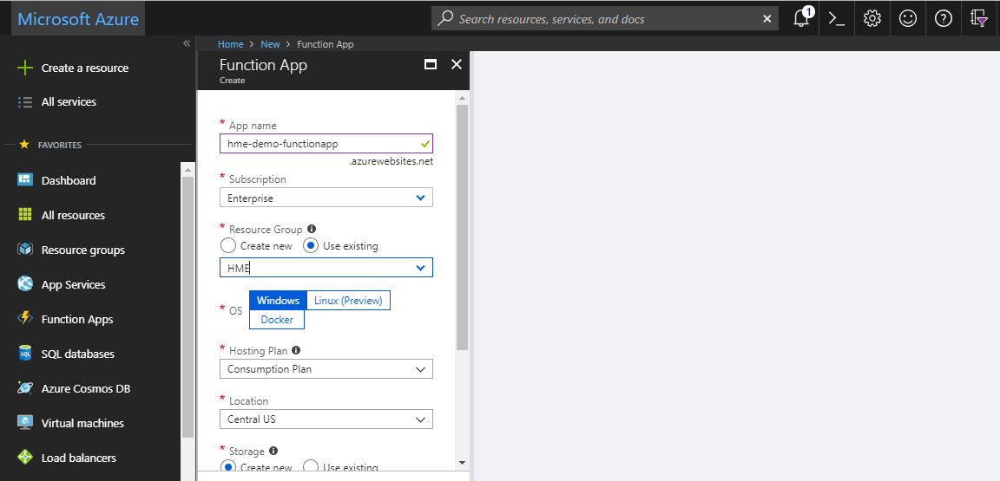 Microsoft Azure
Search resources, services, and docs
1
Home > New > Function App
Create a resource
All services
FAVORITES
Dashboard
All resources
Resource groups
App Services
Function Apps
SQL databases
Azure Cosmos DB
Virtual machines
Load balancers
Function App
Create
* App name
hme-demo-functionapp
.azurewebsites.net
* Subscription
Enterprise
* Resource Group
Create new Use existing
HME
* OS Windows Linux (Preview)
Docker
* Hosting Plan
Consumption Plan
* Location
Central US
* Storage
Create new Use existing